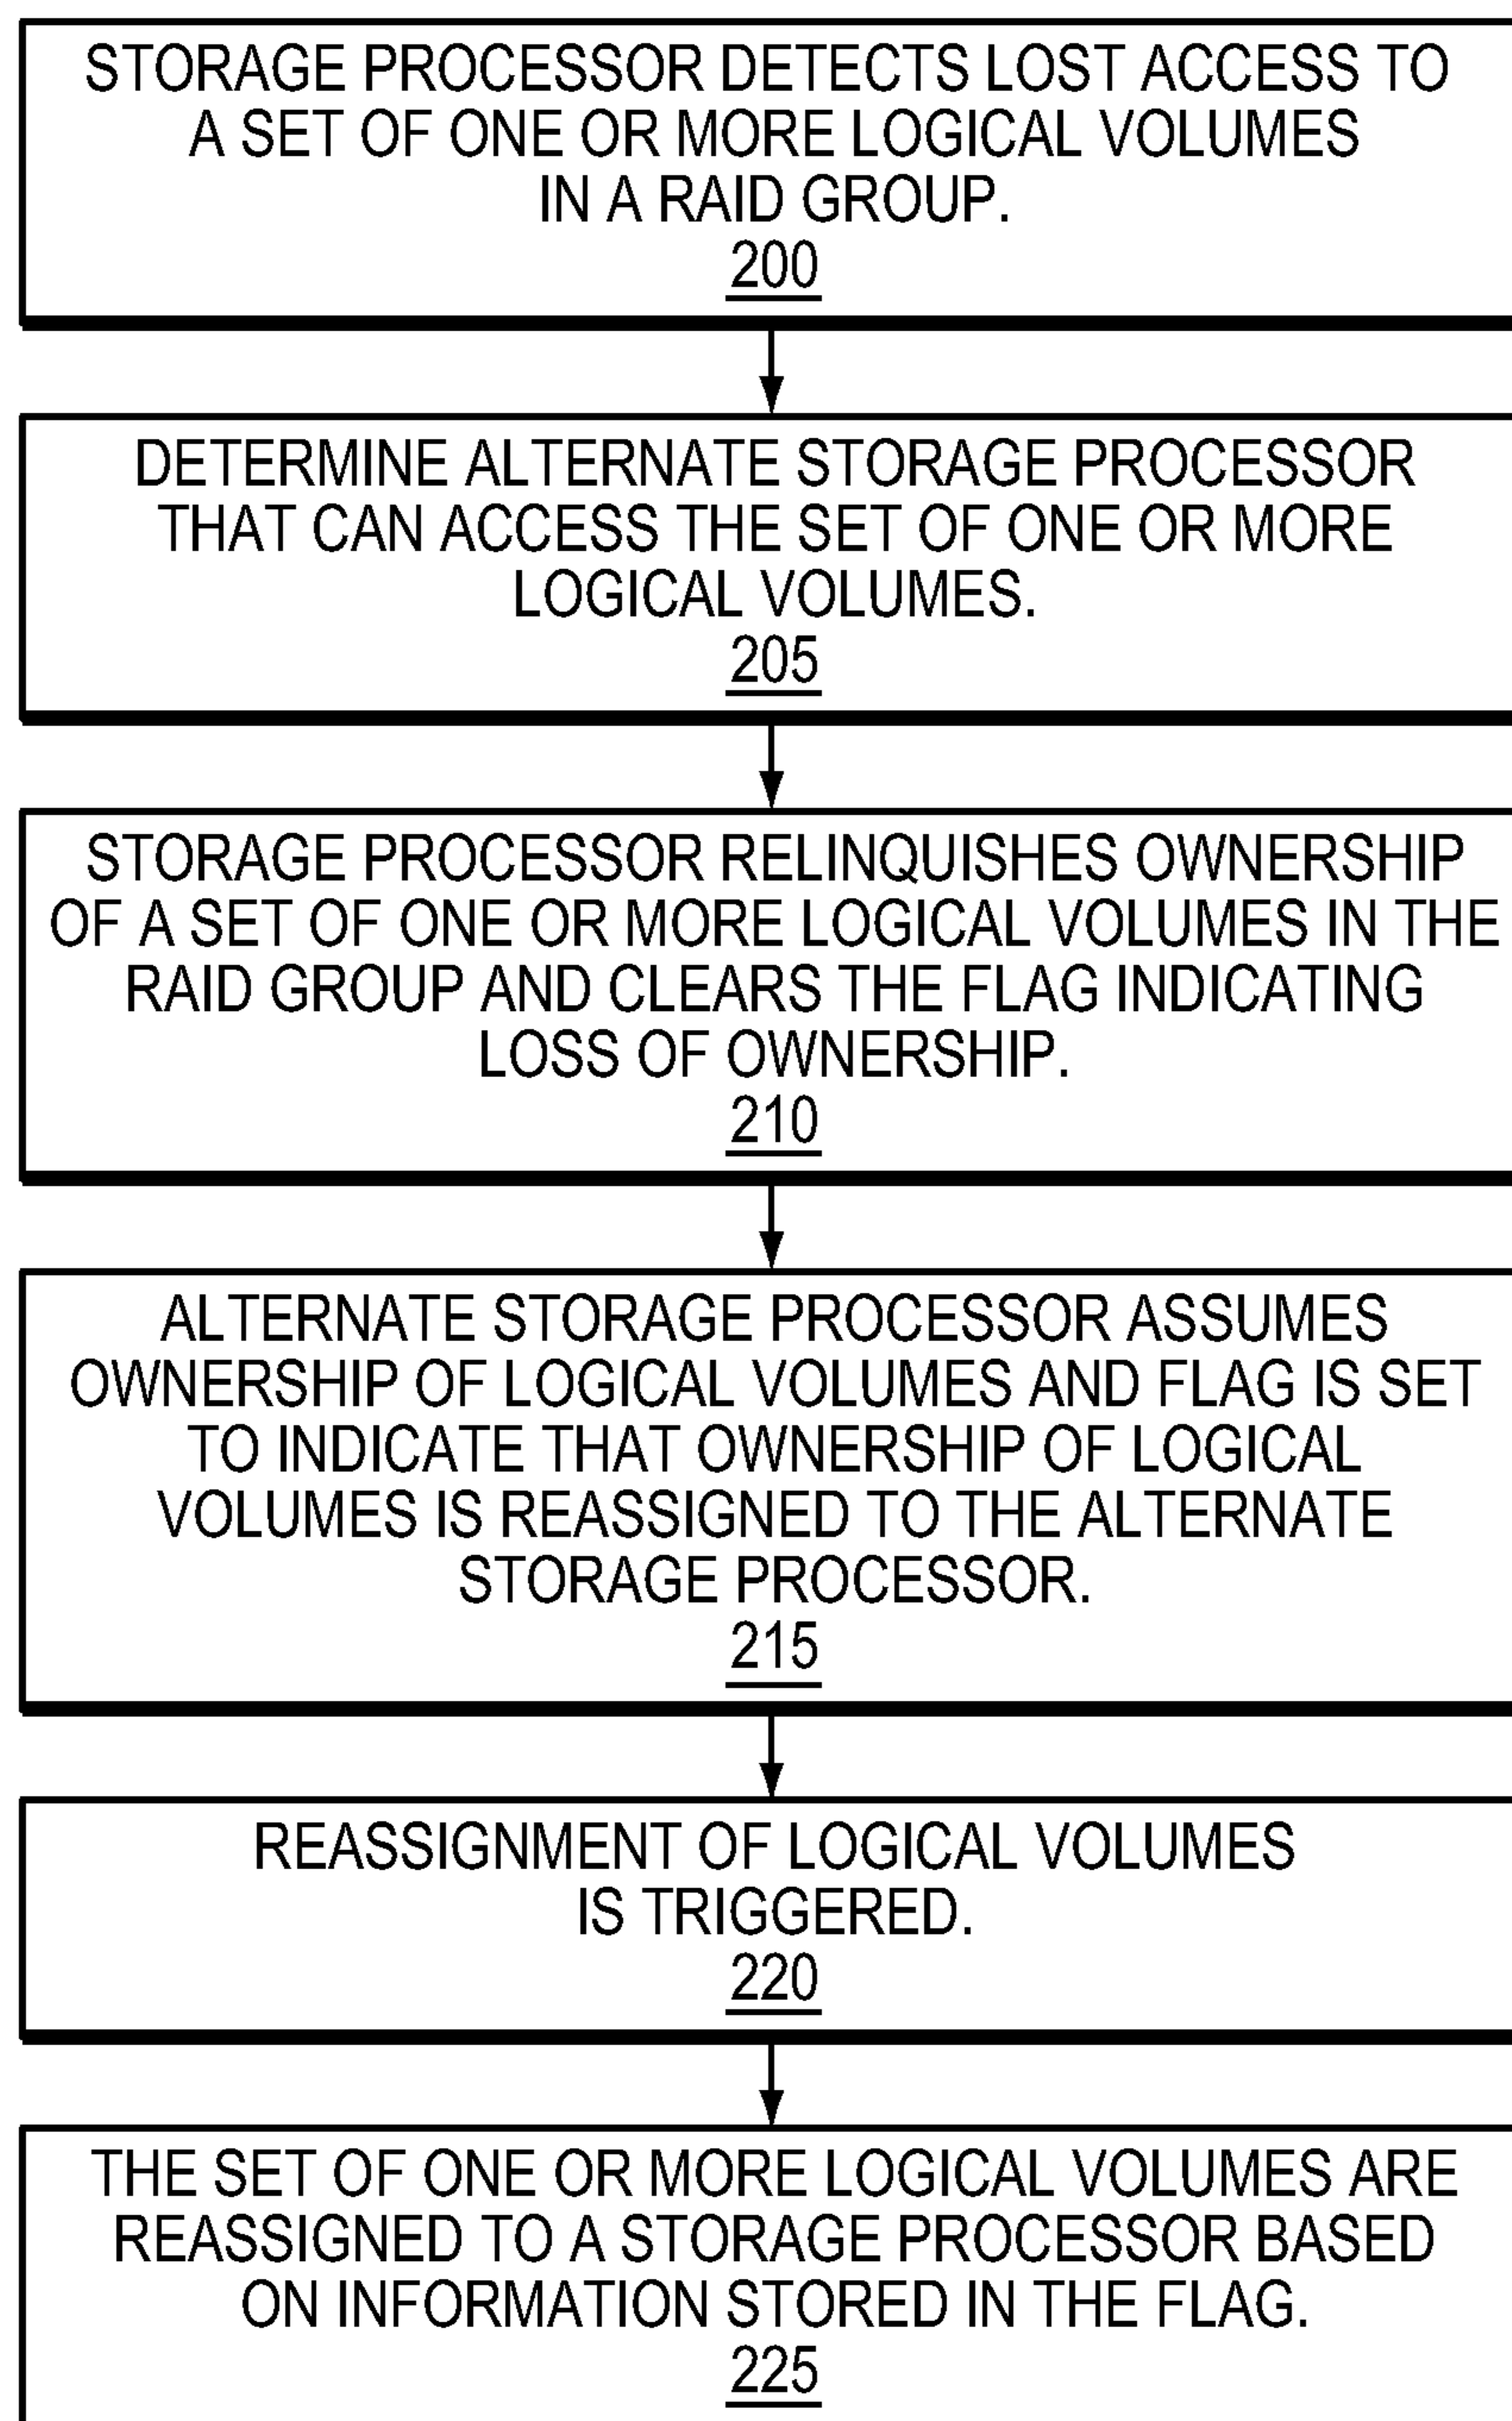 STORAGE PROCESSOR DETECTS LOST ACCESS TO
A SET OF ONE OR MORE LOGICAL VOLUMES
IN A RAID GROUP.
200
DETERMINE ALTERNATE STORAGE PROCESSOR
THAT CAN ACCESS THE SET OF ONE OR MORE
LOGICAL VOLUMES.
205
STORAGE PROCESSOR RELINQUISHES OWNERSHIP
OF A SET OF ONE OR MORE LOGICAL VOLUMES IN THE
RAID GROUP AND CLEARS THE FLAG INDICATING
LOSS OF OWNERSHIP.
210
ALTERNATE STORAGE PROCESSOR ASSUMES
OWNERSHIP OF LOGICAL VOLUMES AND FLAG IS SET
TO INDICATE THAT OWNERSHIP OF LOGICAL
VOLUMES IS REASSIGNED TO THE ALTERNATE
STORAGE PROCESSOR.
215
REASSIGNMENT OF LOGICAL VOLUMES
IS TRIGGERED.
220
THE SET OF ONE OR MORE LOGICAL VOLUMES ARE
REASSIGNED TO A STORAGE PROCESSOR BASED
ON INFORMATION STORED IN THE FLAG.
225